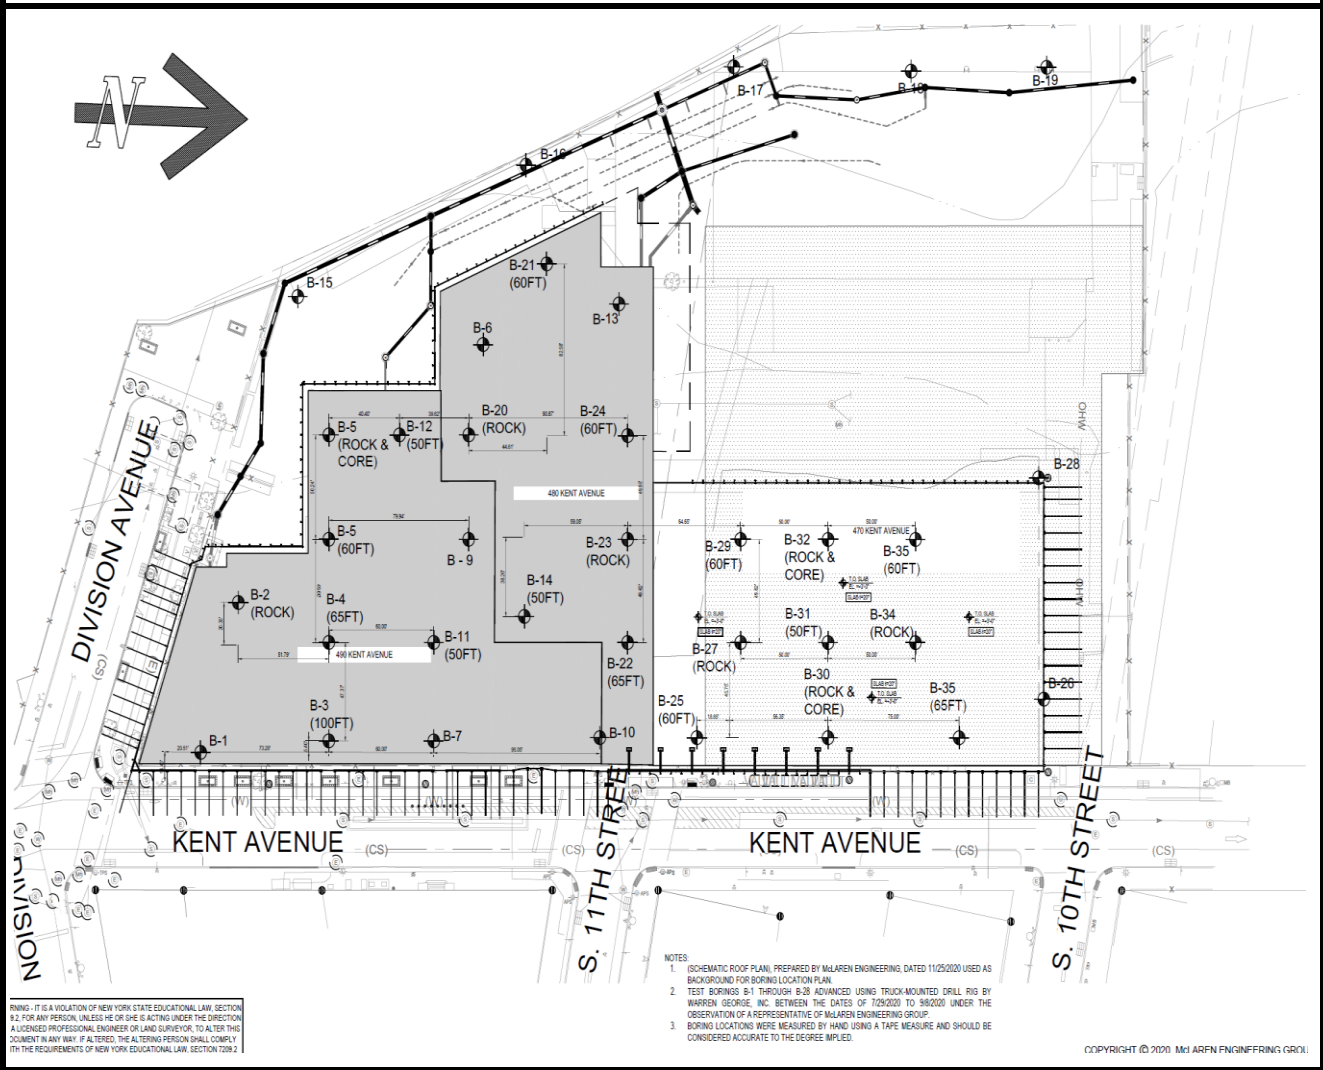 N
B-17
B-18
B-19
B-16
B-15
B-21
(60FT)
B-13
B-6
B-5
(ROCK &
CORE)
B-12
(50FT)
B-20
(ROCK)
B-24
(60FT)
480 KENT AVENUE
B-28
B-5
(60FT)
B - 9
B-23
(ROCK)
B-29
(60FT)
B-32
(ROCK &
CORE)
470 KENT AVENUE
B-35
(60FT)
OHW
OHW
DIVISION AVENUE
(CS)
B-2
(ROCK)
B-4
(65FT)
B-14
(50FT)
T.O. SLAB
T.O. SLAB
T.O. SLAB
B-31
(50FT)
B-34
(ROCK)
B-11
(50FT)
490 KENT AVENUE
B-22
(65FT)
B-27
(ROCK)
B-30
(ROCK &
CORE)
T.O. SLAB
B-35
(65FT)
B-26
B-25
(60FT)
B-3
(100FT)
B-1
B-7
B-10
(W)
(W)
(W)
KENT AVENUE
(CS)
(CS)
KENT AVENUE
(CS)
(CS)
S. 11TH STREET
S. 10TH STREET
DIVISION
NOTES:
1. (SCHEMATIC ROOF PLAN), PREPARED BY McLAREN ENGINEERING, DATED 11/25/2020 USED AS
BACKGROUND FOR BORING LOCATION PLAN.
2. TEST BORINGS B-1 THROUGH B-28 ADVANCED USING TRUCK-MOUNTED DRILL RIG BY
WARREN GEORGE, INC. BETWEEN THE DATES OF 7/29/2020 TO 9/8/2020 UNDER THE
OBSERVATION OF A REPRESENTATIVE OF McLAREN ENGINEERING GROUP.
3. BORING LOCATIONS WERE MEASURED BY HAND USING A TAPE MEASURE AND SHOULD BE
CONSIDERED ACCURATE TO THE DEGREE IMPLIED.
RNING - IT IS A VIOLATION OF NEW YORK STATE EDUCATIONAL LAW, SECTION
9.2, FOR ANY PERSON, UNLESS HE OR SHE IS ACTING UNDER THE DIRECTION
A LICENSED PROFESSIONAL ENGINEER OR LAND SURVEYOR, TO ALTER THIS
OCUMENT IN ANY WAY. IF ALTERED, THE ALTERING PERSON SHALL COMPLY
ITH THE REQUIREMENTS OF NEW YORK EDUCATIONAL LAW, SECTION 7209.2
COPYRIGHT © 2020 McLAREN ENGINEERING GROU